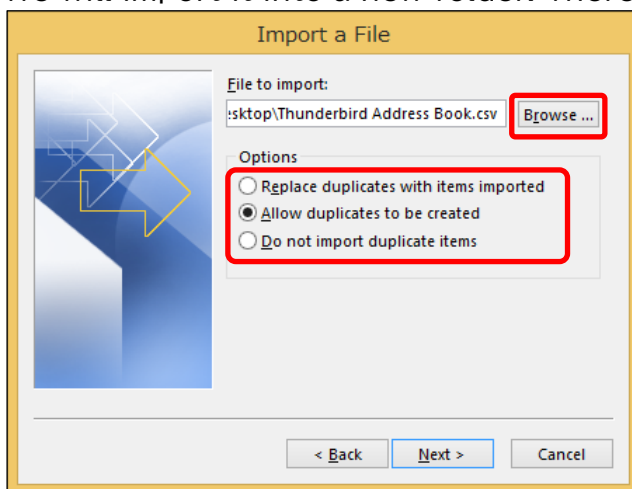 Import a File
File to import:
:sktop\Thunderbird Address Book.csv Browse ...
Options
Replace duplicates with items imported
Allow duplicates to be created
Do not import duplicate items
< Back Next > Cancel